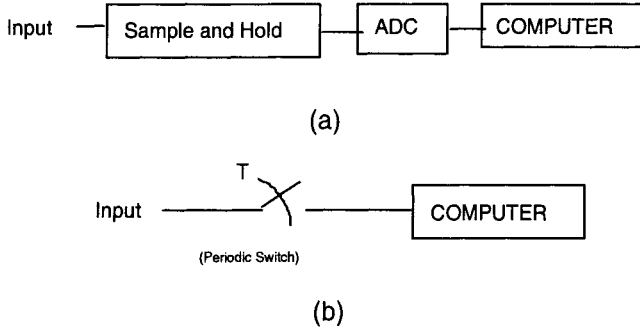 Input Sample and Hold ADC COMPUTER
(a)
T
Input COMPUTER
(Periodic Switch)
(b)